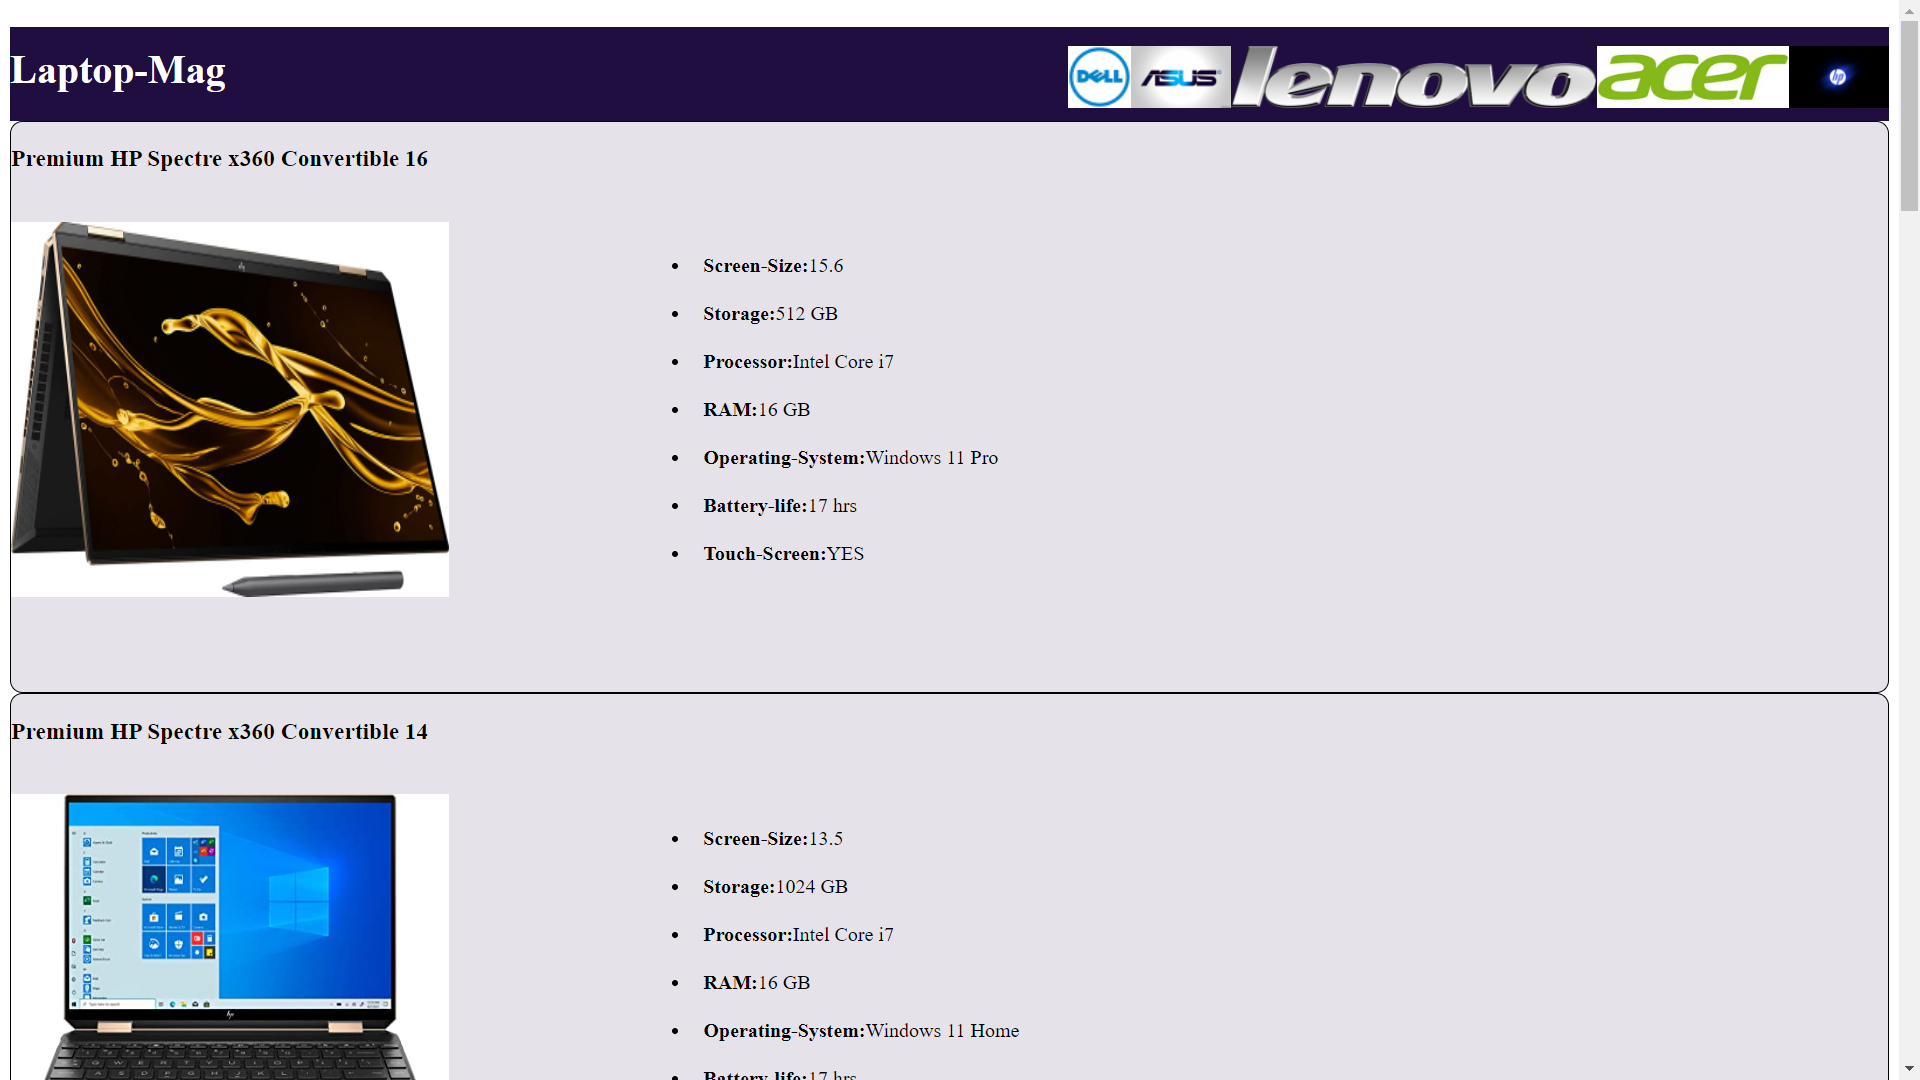 Laptop-Mag
DELL
ASUS
lenovo
acer
hp
Premium HP Spectre x360 Convertible 16
Screen-Size:15.6
Storage:512 GB
Processor:Intel Core i7
RAM:16 GB
Operating-System:Windows 11 Pro
Battery-life:17 hrs
Touch-Screen:YES
Premium HP Spectre x360 Convertible 14
Screen-Size:13.5
Storage:1024 GB
Processor:Intel Core i7
RAM:16 GB
Operating-System:Windows 11 Home
Battery-life:17 hrs
hp